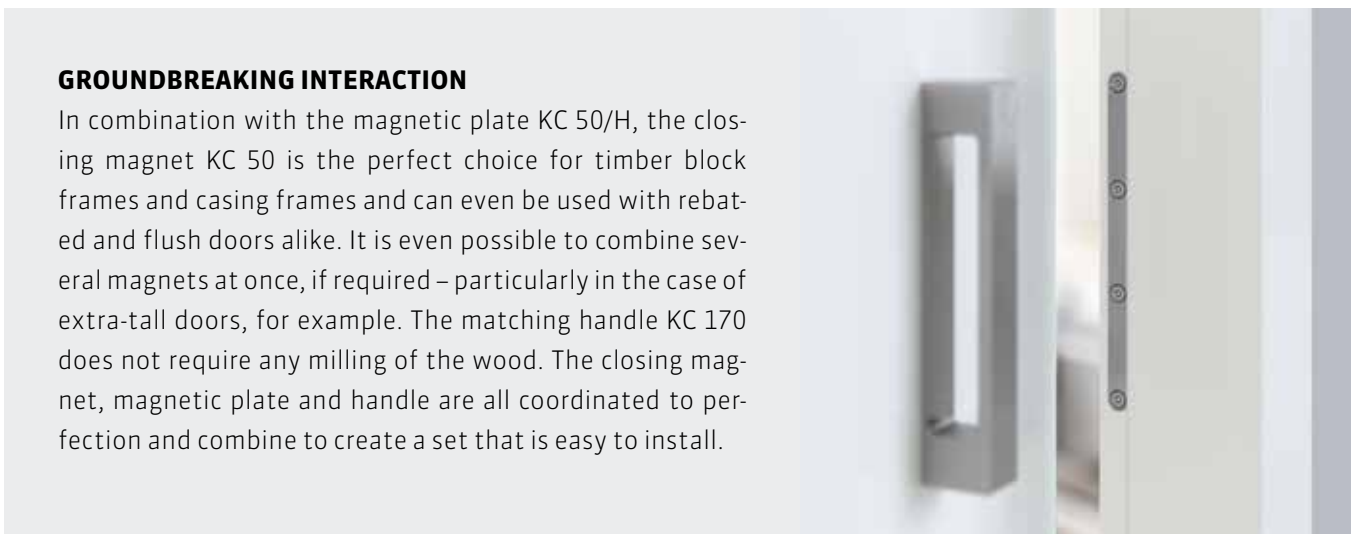 GROUNDBREAKING INTERACTION
In combination with the magnetic plate KC 50/H, the clos-
ing magnet KC 50 is the perfect choice for timber block
frames and casing frames and can even be used with rebat-
ed and flush doors alike. It is even possible to combine sev-
eral magnets at once, if required – particularly in the case of
extra-tall doors, for example. The matching handle KC 170
does not require any milling of the wood. The closing mag-
net, magnetic plate and handle are all coordinated to per-
fection and combine to create a set that is easy to install.